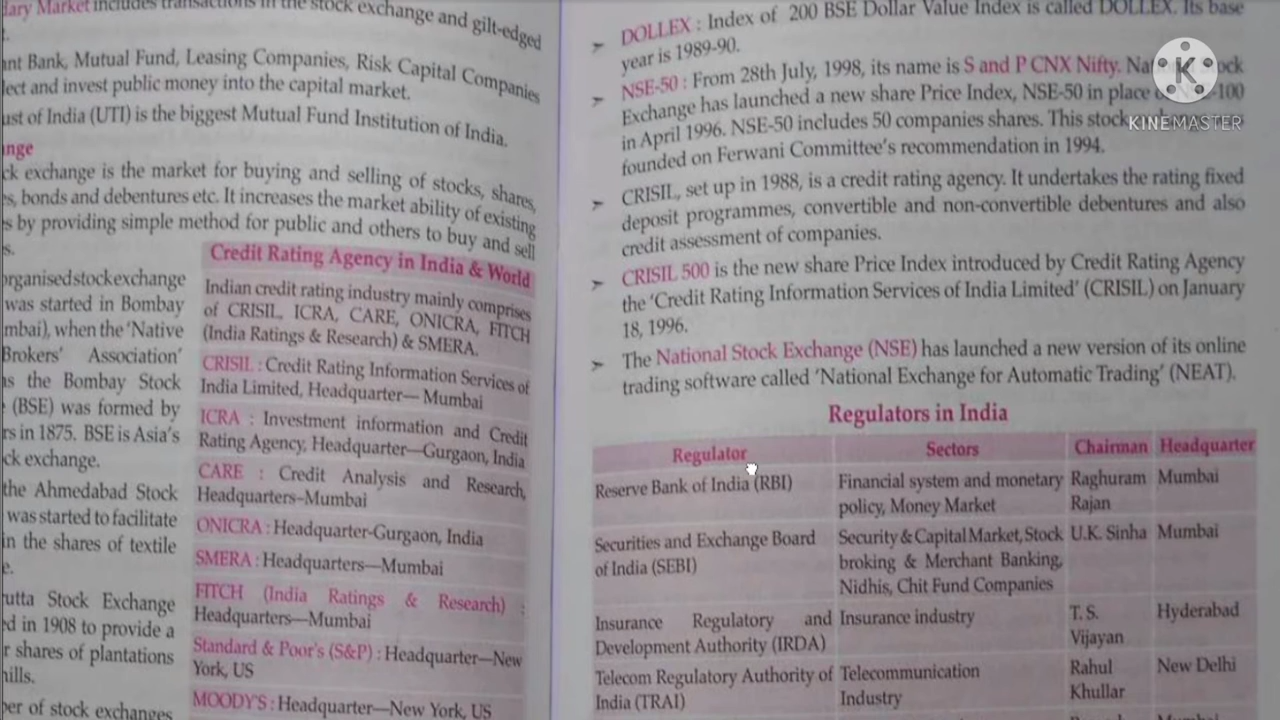 dary Market includes transactions in the stock exchange and gilt-edged
t.
ant Bank, Mutual Fund, Leasing Companies, Risk Capital Companies
lect and invest public money into the capital market.
ust of India (UTI) is the biggest Mutual Fund Institution of India.
nge
ck exchange is the market for buying and selling of stocks, shares,
es, bonds and debentures etc. It increases the market ability of existing
s by providing simple method for public and others to buy and sell
s.
organised stock exchange
was started in Bombay
mbai), when the 'Native
Brokers' Association'
as the Bombay Stock
(BSE) was formed by
rs in 1875. BSE is Asia's
ck exchange.
the Ahmedabad Stock
was started to facilitate
in the shares of textile
e.
utta Stock Exchange
ed in 1908 to provide a
r shares of plantations
ills.
er of stock exchanges
Credit Rating Agency in India & World
Indian credit rating industry mainly comprises
of CRISIL, ICRA, CARE, ONICRA, FITCH
(India Ratings & Research) & SMERA.
CRISIL : Credit Rating Information Services of
India Limited, Headquarter— Mumbai
ICRA : Investment information and Credit
Rating Agency, Headquarter—Gurgaon, India
CARE : Credit Analysis and Research,
Headquarters–Mumbai
ONICRA : Headquarter-Gurgaon, India
SMERA : Headquarters—Mumbai
FITCH (India Ratings & Research) :
Headquarters—Mumbai
Standard & Poor's (S&P) : Headquarter—New
York, US
MOODY'S : Headquarter—New York, US
➢ DOLLEX : Index of 200 BSE Dollar Value Index is called DOLLEX. Its base
year is 1989-90.
➢ NSE-50 : From 28th July, 1998, its name is S and P CNX Nifty. National Stock
Exchange has launched a new share Price Index, NSE-50 in place -100
in April 1996. NSE-50 includes 50 companies shares. This stock
founded on Ferwani Committee's recommendation in 1994.
➢ CRISIL, set up in 1988, is a credit rating agency. It undertakes the rating fixed
deposit programmes, convertible and non-convertible debentures and also
credit assessment of companies.
➢ CRISIL 500 is the new share Price Index introduced by Credit Rating Agency
the 'Credit Rating Information Services of India Limited' (CRISIL) on January
18, 1996.
➢ The National Stock Exchange (NSE) has launched a new version of its online
trading software called 'National Exchange for Automatic Trading' (NEAT).
Regulators in India
Regulator Sectors Chairman Headquarter
Reserve Bank of India (RBI) Financial system and monetary Raghuram Mumbai
policy, Money Market Rajan
Securities and Exchange Board Security & Capital Market, Stock U.K. Sinha Mumbai
of India (SEBI) broking & Merchant Banking,
Nidhis, Chit Fund Companies
Insurance Regulatory and Insurance industry T. S. Hyderabad
Development Authority (IRDA) Vijayan
Telecom Regulatory Authority of Telecommunication Rahul New Delhi
India (TRAI) Industry Khullar
K
KINEMASTER